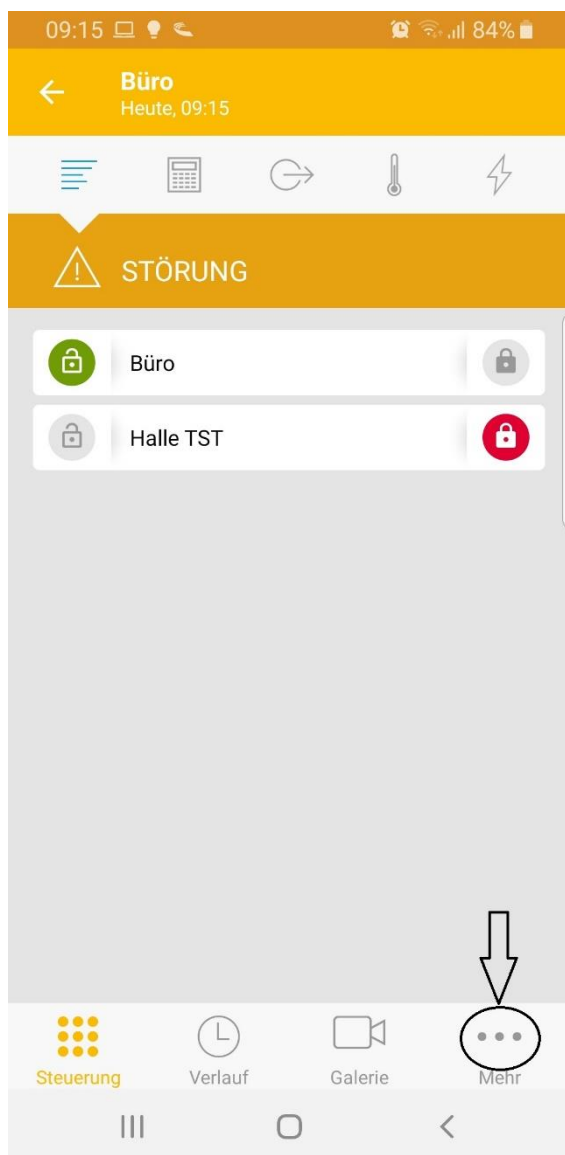 09:15 84%
Büro
Heute, 09:15
STÖRUNG
Büro
Halle TST
Steuerung Verlauf Galerie Mehr